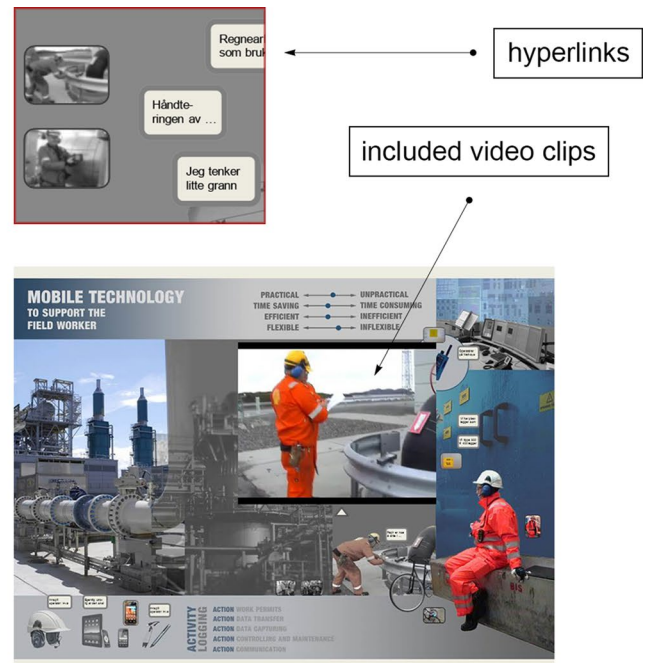 Regnear
som bruk
hyperlinks
Håndte-
ringen av ...
included video clips
Jeg tenker
litte grann
MOBILE TECHNOLOGY
TO SUPPORT THE
FIELD WORKER
PRACTICAL UNPRACTICAL
TIME SAVING TIME CONSUMING
EFFICIENT INEFFICIENT
FLEXIBLE INFLEXIBLE
ACTIVITY
LOGGING
ACTION WORK PERMITS
ACTION DATA TRANSFER
ACTION DATA CAPTURING
ACTION CONTROLLING AND MAINTENANCE
ACTION COMMUNICATION